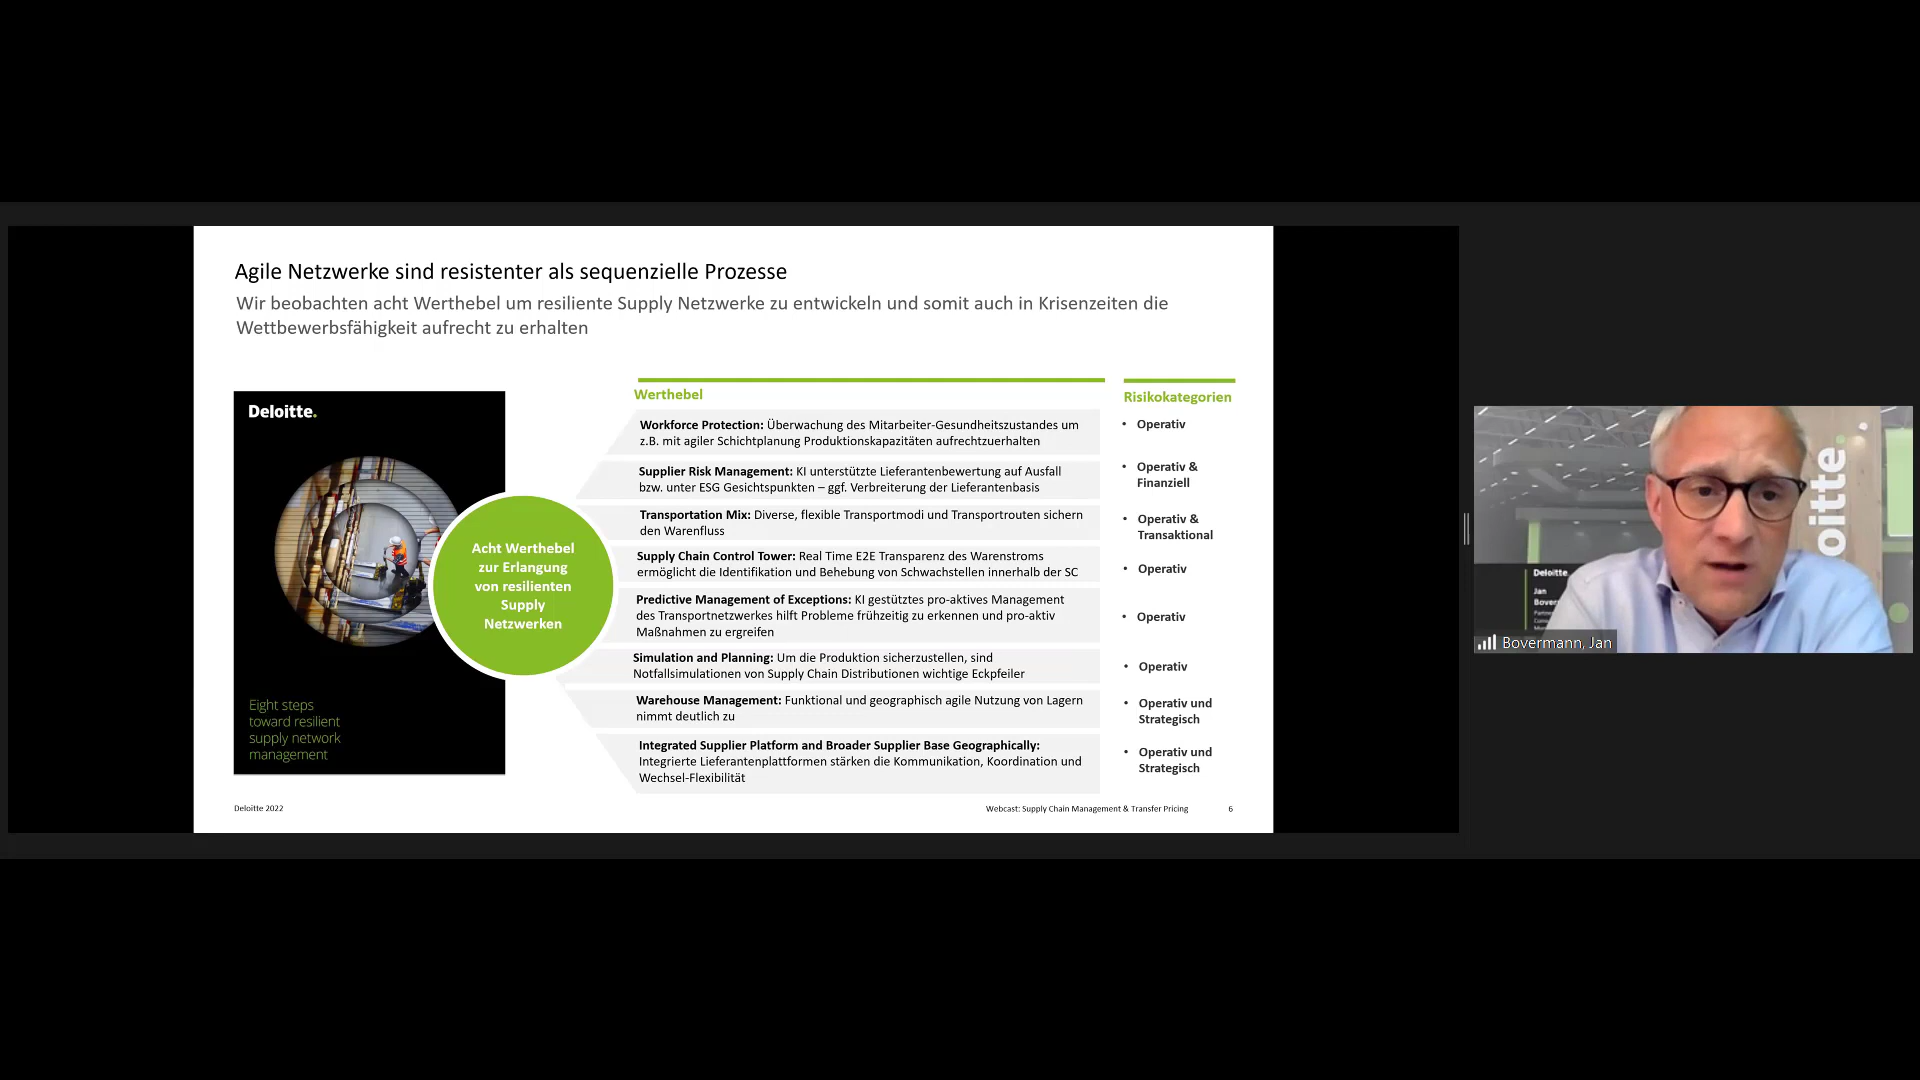 Agile Netzwerke sind resistenter als sequenzielle Prozesse
Wir beobachten acht Werthebel um resiliente Supply Netzwerke zu entwickeln und somit auch in Krisenzeiten die
Wettbewerbsfähigkeit aufrecht zu erhalten
Deloitte.
Eight steps
toward resilient
supply network
management
Acht Werthebel
zur Erlangung
von resilienten
Supply
Netzwerken
Werthebel
Risikokategorien
Workforce Protection: Überwachung des Mitarbeiter-Gesundheitszustandes um
z.B. mit agiler Schichtplanung Produktionskapazitäten aufrechtzuerhalten
• Operativ
Supplier Risk Management: KI unterstützte Lieferantenbewertung auf Ausfall
bzw. unter ESG Gesichtspunkten – ggf. Verbreiterung der Lieferantenbasis
• Operativ &
Finanziell
Transportation Mix: Diverse, flexible Transportmodi und Transportrouten sichern
den Warenfluss
• Operativ &
Transaktional
Supply Chain Control Tower: Real Time E2E Transparenz des Warenstroms
ermöglicht die Identifikation und Behebung von Schwachstellen innerhalb der SC
• Operativ
Predictive Management of Exceptions: KI gestütztes pro-aktives Management
des Transportnetzwerkes hilft Probleme frühzeitig zu erkennen und pro-aktiv
Maßnahmen zu ergreifen
• Operativ
Simulation and Planning: Um die Produktion sicherzustellen, sind
Notfallsimulationen von Supply Chain Distributionen wichtige Eckpfeiler
• Operativ
Warehouse Management: Funktional und geographisch agile Nutzung von Lagern
nimmt deutlich zu
• Operativ und
Strategisch
Integrated Supplier Platform and Broader Supplier Base Geographically:
Integrierte Lieferantenplattformen stärken die Kommunikation, Koordination und
Wechsel-Flexibilität
• Operativ und
Strategisch
Deloitte 2022
Webcast: Supply Chain Management & Transfer Pricing
6
oitte.
Deloitte
Jan
Bover
Bovermann, Jan